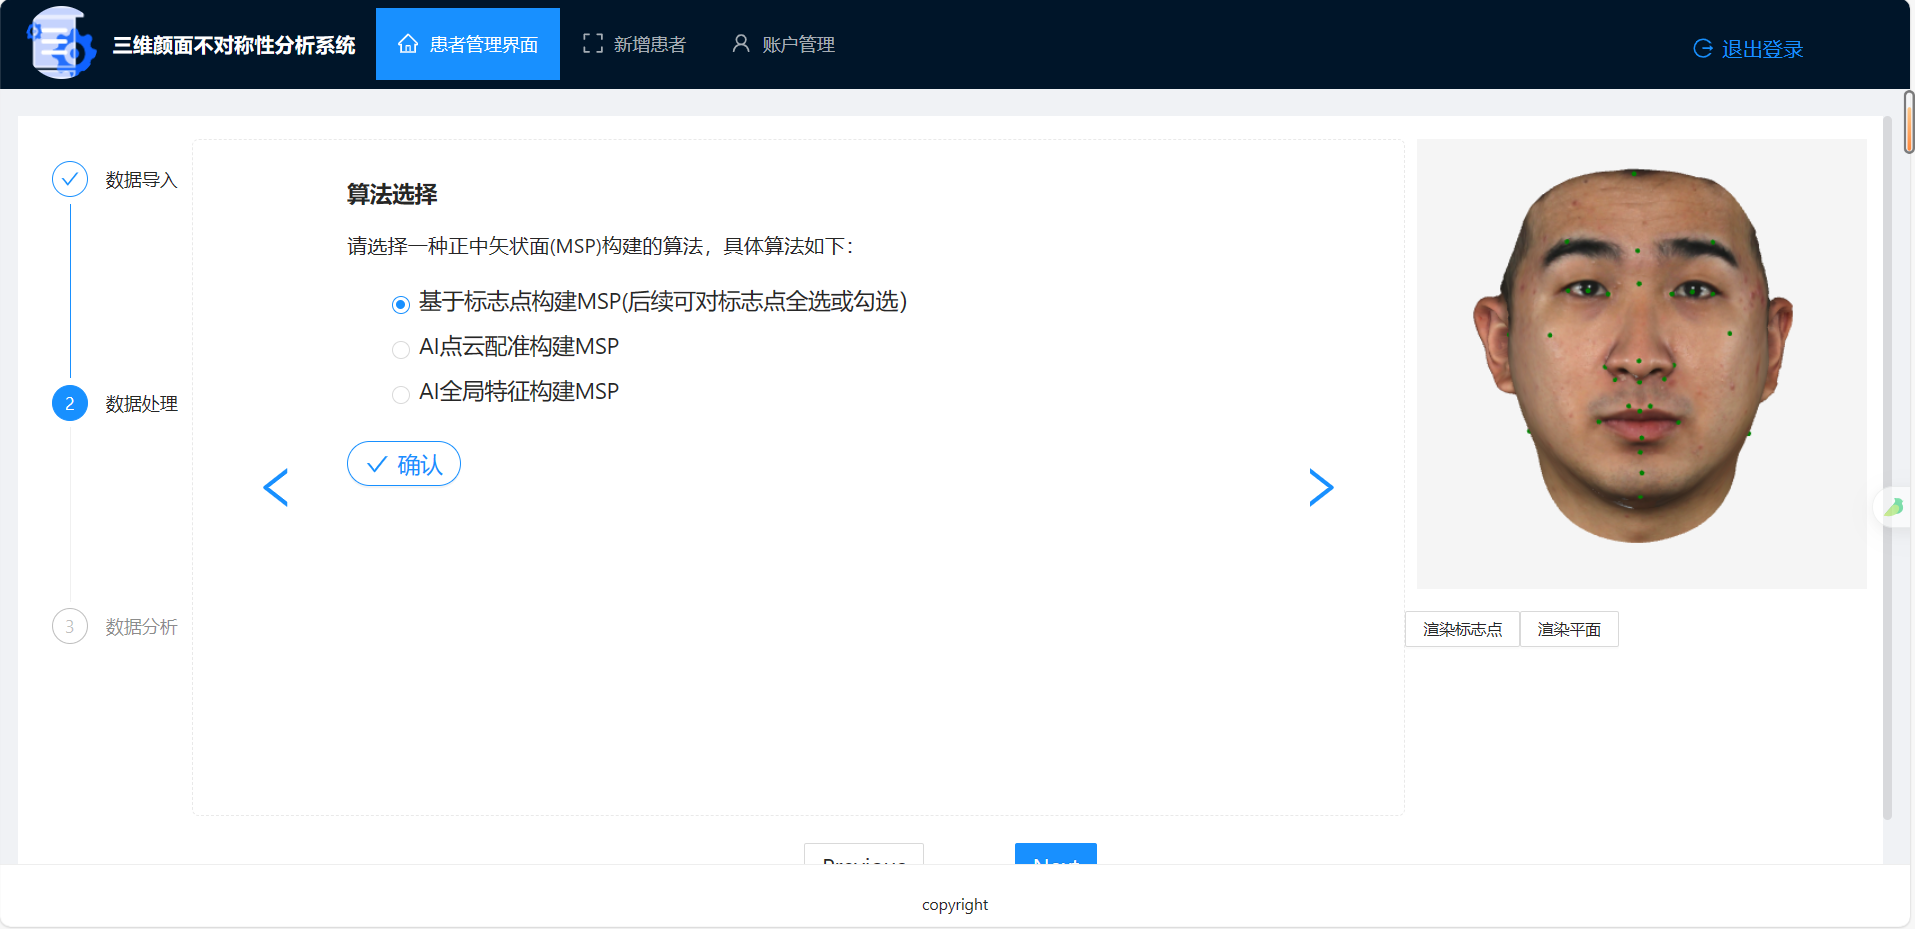 三维颜面不对称性分析系统
患者管理界面
新增患者
账户管理
退出登录
数据导入
算法选择
请选择一种正中矢状面(MSP)构建的算法，具体算法如下：
基于标志点构建MSP(后续可对标志点全选或勾选)
AI点云配准构建MSP
AI全局特征构建MSP
确认
2
数据处理
3
数据分析
渲染标志点
渲染平面
Previous
Next
copyright